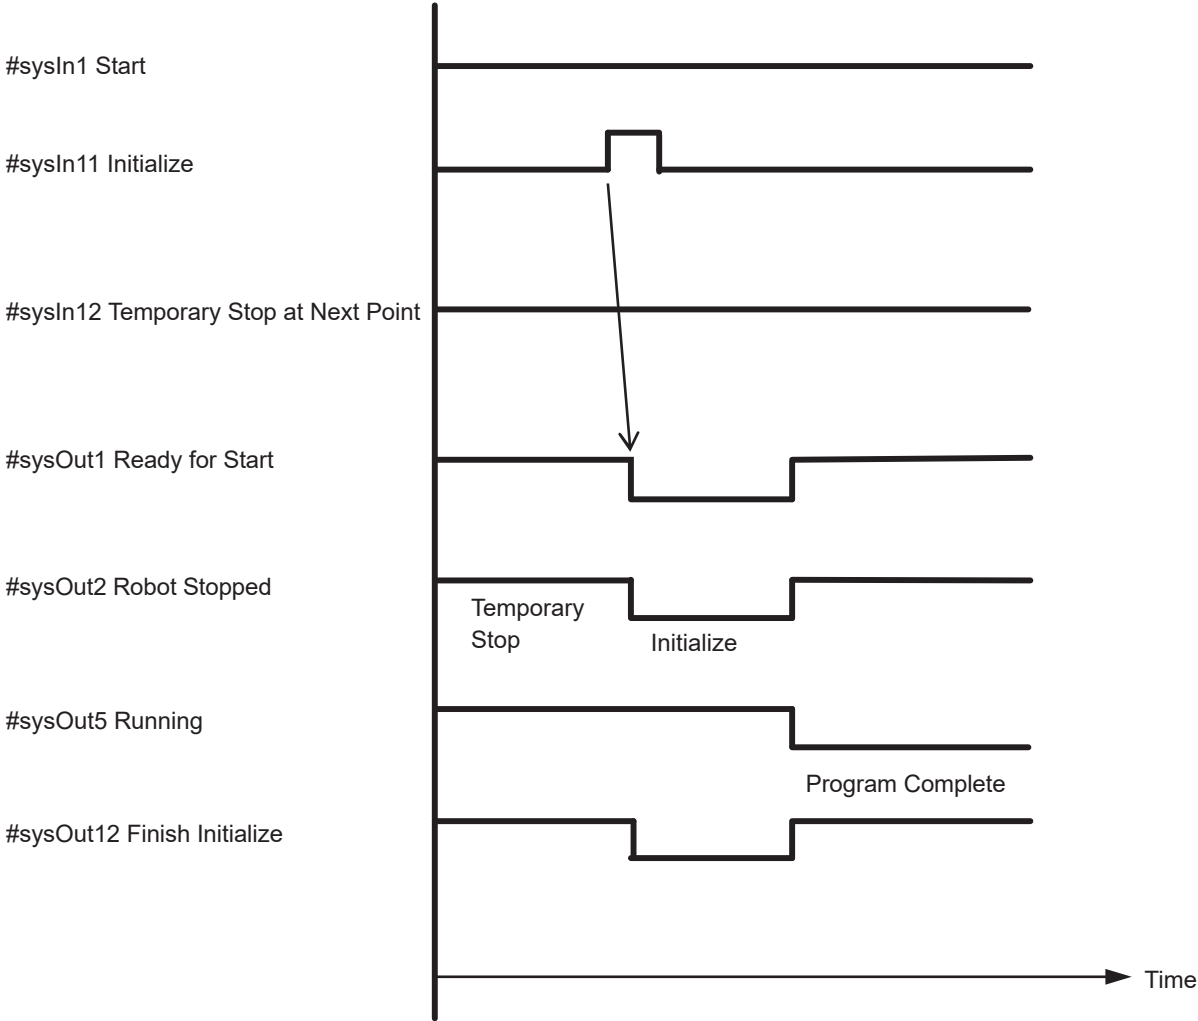 #sysIn1 Start
#sysIn11 Initialize
#sysIn12 Temporary Stop at Next Point
#sysOut1 Ready for Start
#sysOut2 Robot Stopped
Temporary
Stop
Initialize
#sysOut5 Running
Program Complete
#sysOut12 Finish Initialize
Time